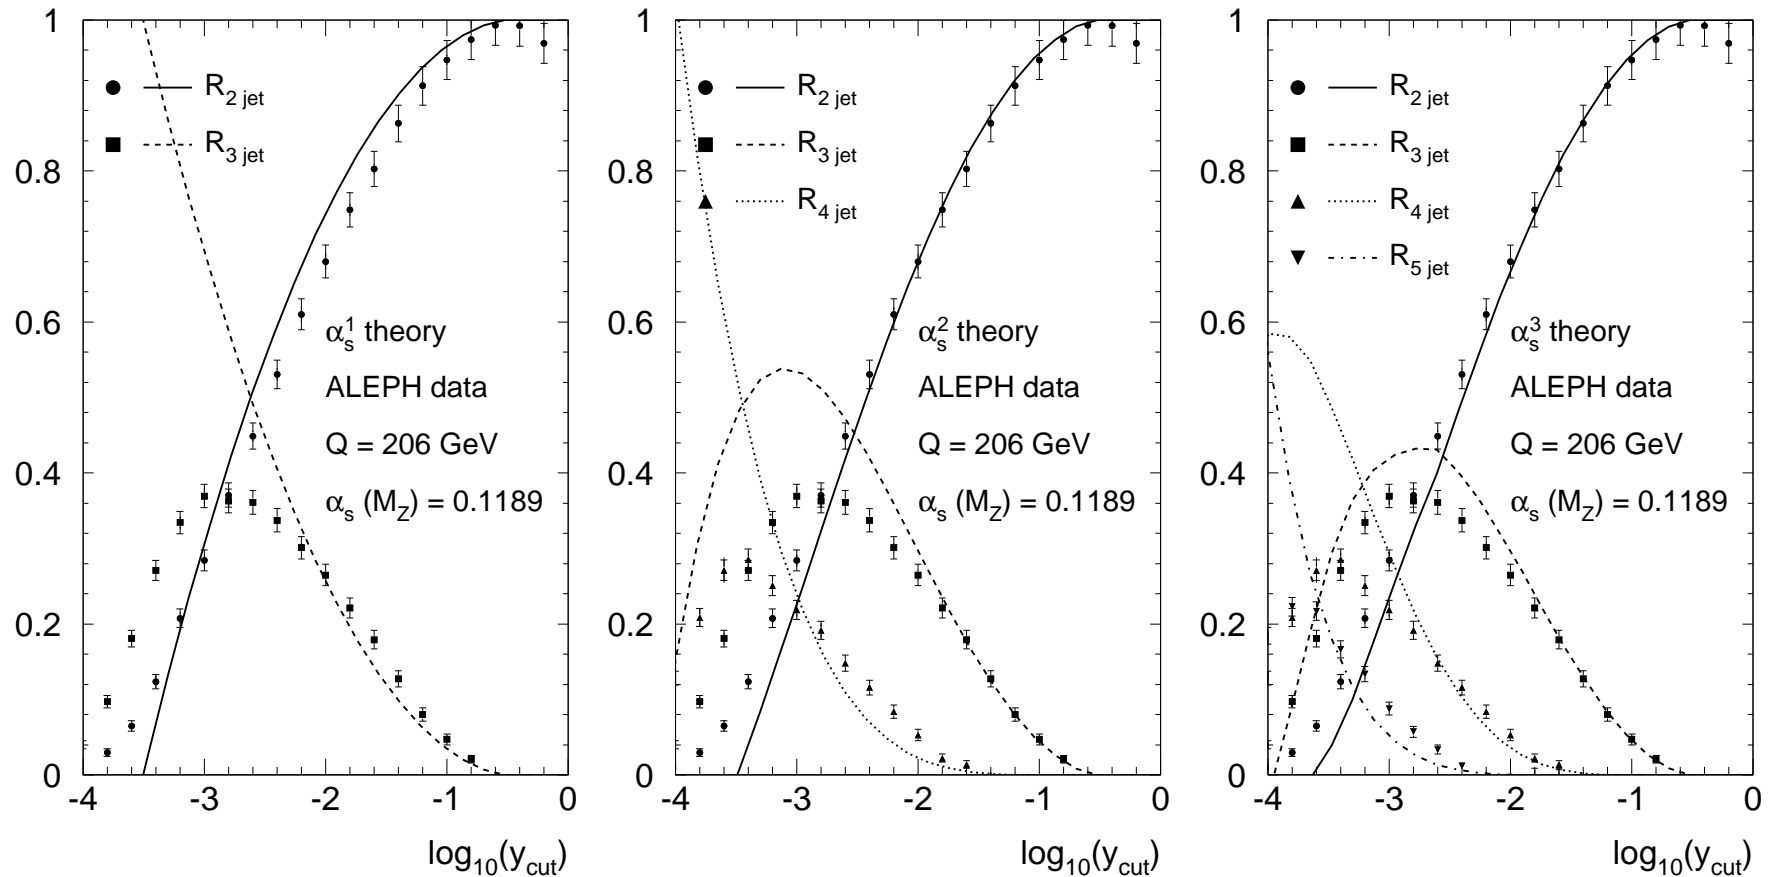 1
0.8
0.6
0.4
0.2
0
-4 -3 -2 -1 0
R2 jet
R3 jet
αs1 theory
ALEPH data
Q = 206 GeV
αs (MZ) = 0.1189
log10(ycut)
1
0.8
0.6
0.4
0.2
0
-4 -3 -2 -1 0
R2 jet
R3 jet
R4 jet
αs2 theory
ALEPH data
Q = 206 GeV
αs (MZ) = 0.1189
log10(ycut)
1
0.8
0.6
0.4
0.2
0
-4 -3 -2 -1 0
R2 jet
R3 jet
R4 jet
R5 jet
αs3 theory
ALEPH data
Q = 206 GeV
αs (MZ) = 0.1189
log10(ycut)